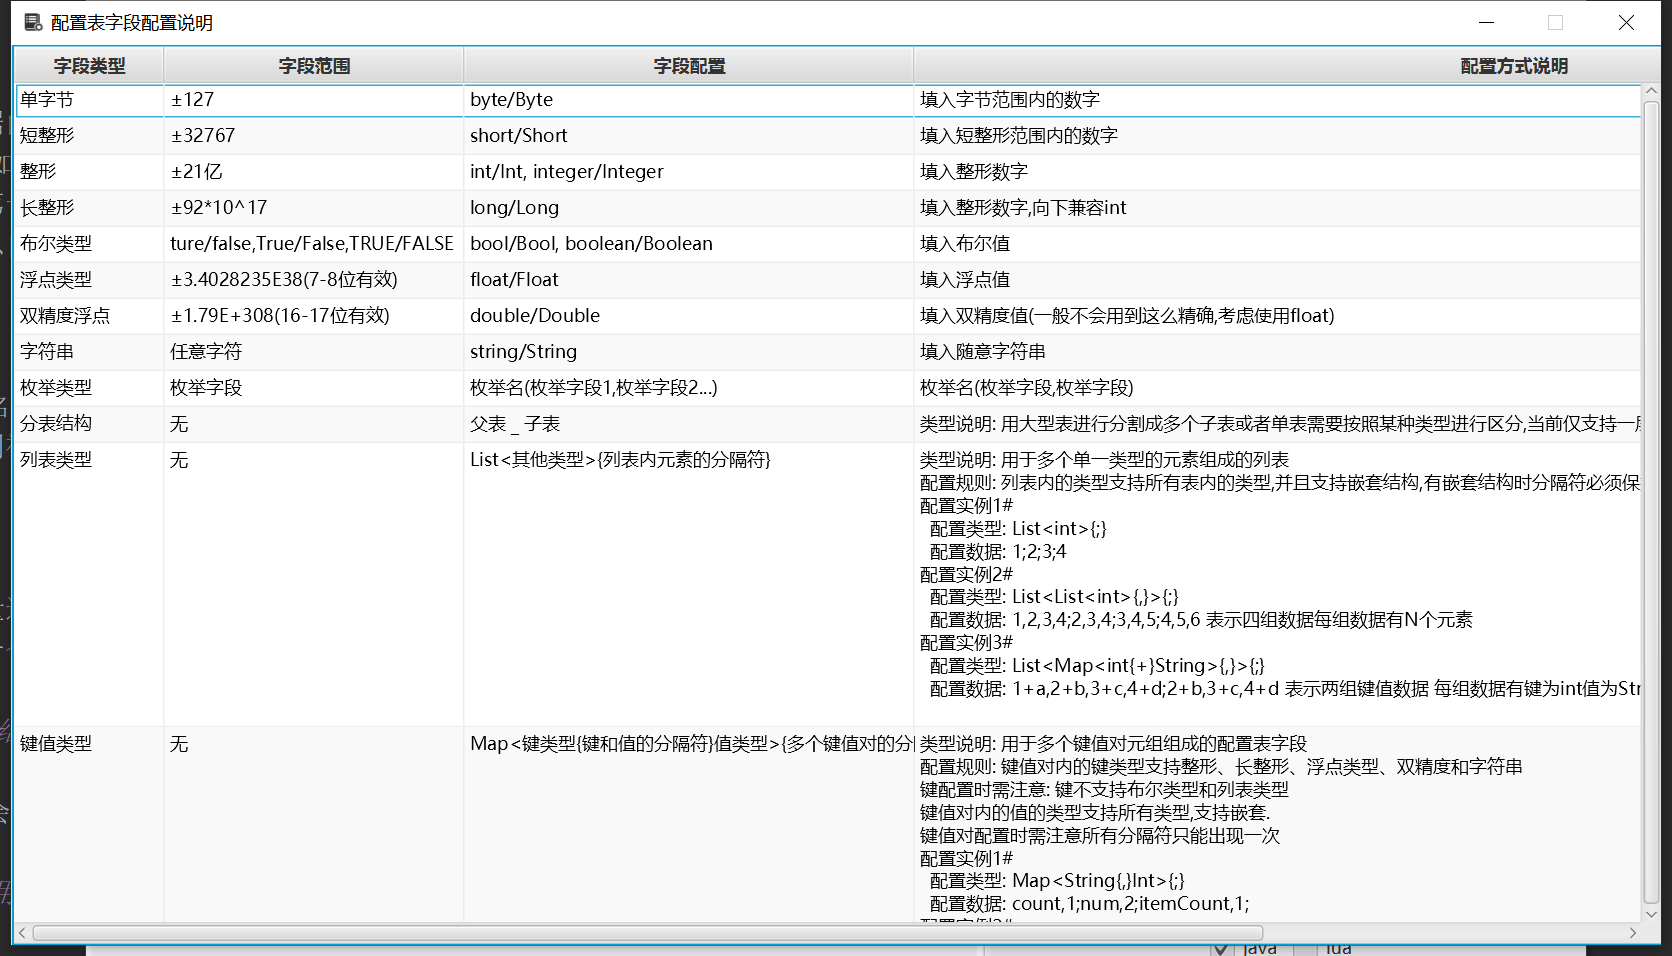 配置表字段配置说明
字段类型 字段范围 字段配置 配置方式说明
单字节 ±127 byte/Byte 填入字节范围内的数字
短整形 ±32767 short/Short 填入短整形范围内的数字
整形 ±21亿 int/Int, integer/Integer 填入整形数字
长整形 ±92*10^17 long/Long 填入整形数字,向下兼容int
布尔类型 ture/false,True/False,TRUE/FALSE bool/Bool, boolean/Boolean 填入布尔值
浮点类型 ±3.4028235E38(7-8位有效) float/Float 填入浮点值
双精度浮点 ±1.79E+308(16-17位有效) double/Double 填入双精度值(一般不会用到这么精确,考虑使用float)
字符串 任意字符 string/String 填入随意字符串
枚举类型 枚举字段 枚举名(枚举字段1,枚举字段2...) 枚举名(枚举字段,枚举字段)
分表结构 无 父表 _ 子表 类型说明: 用大型表进行分割成多个子表或者单表需要按照某种类型进行区分,当前仅支持一
列表类型 无 List<其他类型>{列表内元素的分隔符} 类型说明: 用于多个单一类型的元素组成的列表
配置规则: 列表内的类型支持所有表内的类型,并且支持嵌套结构,有嵌套结构时分隔符必须保
配置实例1#
配置类型: List<int>{;}
配置数据: 1;2;3;4
配置实例2#
配置类型: List<List<int>{,}>{;}
配置数据: 1,2,3,4;2,3,4;3,4,5;4,5,6 表示四组数据每组数据有N个元素
配置实例3#
配置类型: List<Map<int{+}String>{,}>{;}
配置数据: 1+a,2+b,3+c,4+d;2+b,3+c,4+d 表示两组键值数据 每组数据有键为int值为Str
键值类型 无 Map<键类型{键和值的分隔符}值类型>{多个键值对的分 类型说明: 用于多个键值对元组组成的配置表字段
配置规则: 键值对内的键类型支持整形、长整形、浮点类型、双精度和字符串
键配置时需注意: 键不支持布尔类型和列表类型
键值对内的值的类型支持所有类型,支持嵌套.
键值对配置时需注意所有分隔符只能出现一次
配置实例1#
配置类型: Map<String{,}Int>{;}
配置数据: count,1;num,2;itemCount,1;
java lua